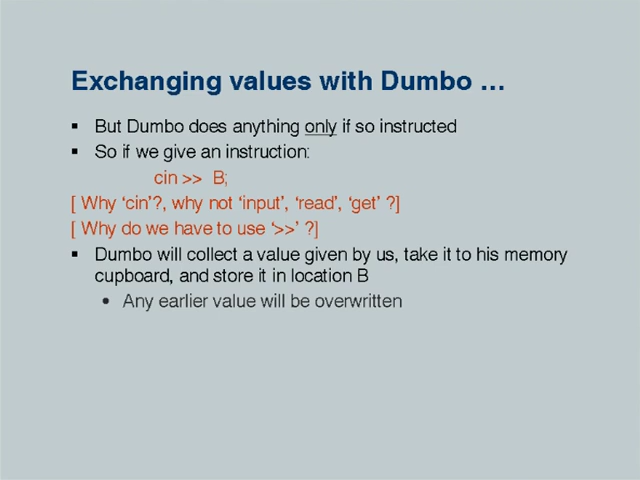 Exchanging values with Dumbo …
▪ But Dumbo does anything only if so instructed
▪ So if we give an instruction:
cin >> B;
[ Why ‘cin’?, why not ‘input’, ‘read’, ‘get’ ?]
[ Why do we have to use ‘>>’ ?]
▪ Dumbo will collect a value given by us, take it to his memory
cupboard, and store it in location B
• Any earlier value will be overwritten